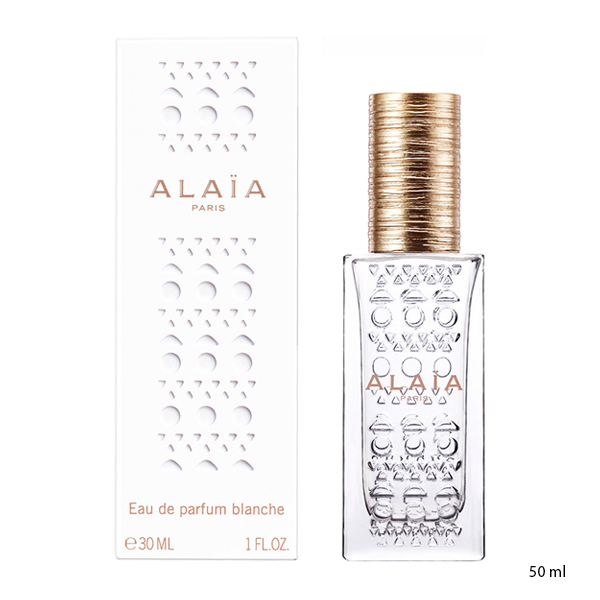 ALAÏA
PARIS
Eau de parfum blanche
℮30 ML 1 FL.OZ.
ALAÏA
PARIS
50 ml